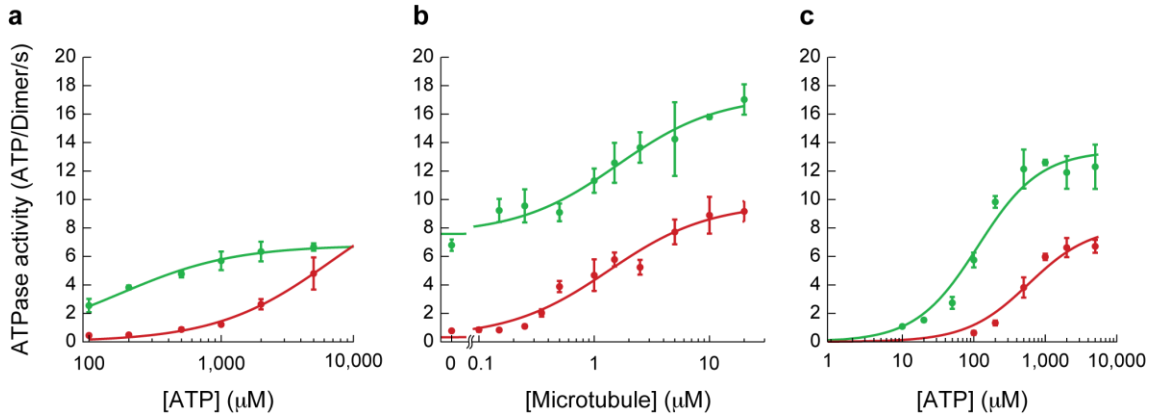 a b c
ATPase activity (ATP/Dimer/s)
20 20 20
18 18 18
16 16 16
14 14 14
12 12 12
10 10 10
8 8 8
6 6 6
4 4 4
2 2 2
0 0 0
100 1,000 10,000 0 0.1 1 10 1 10 100 1,000 10,000
[ATP] (μM) [Microtubule] (μM) [ATP] (μM)